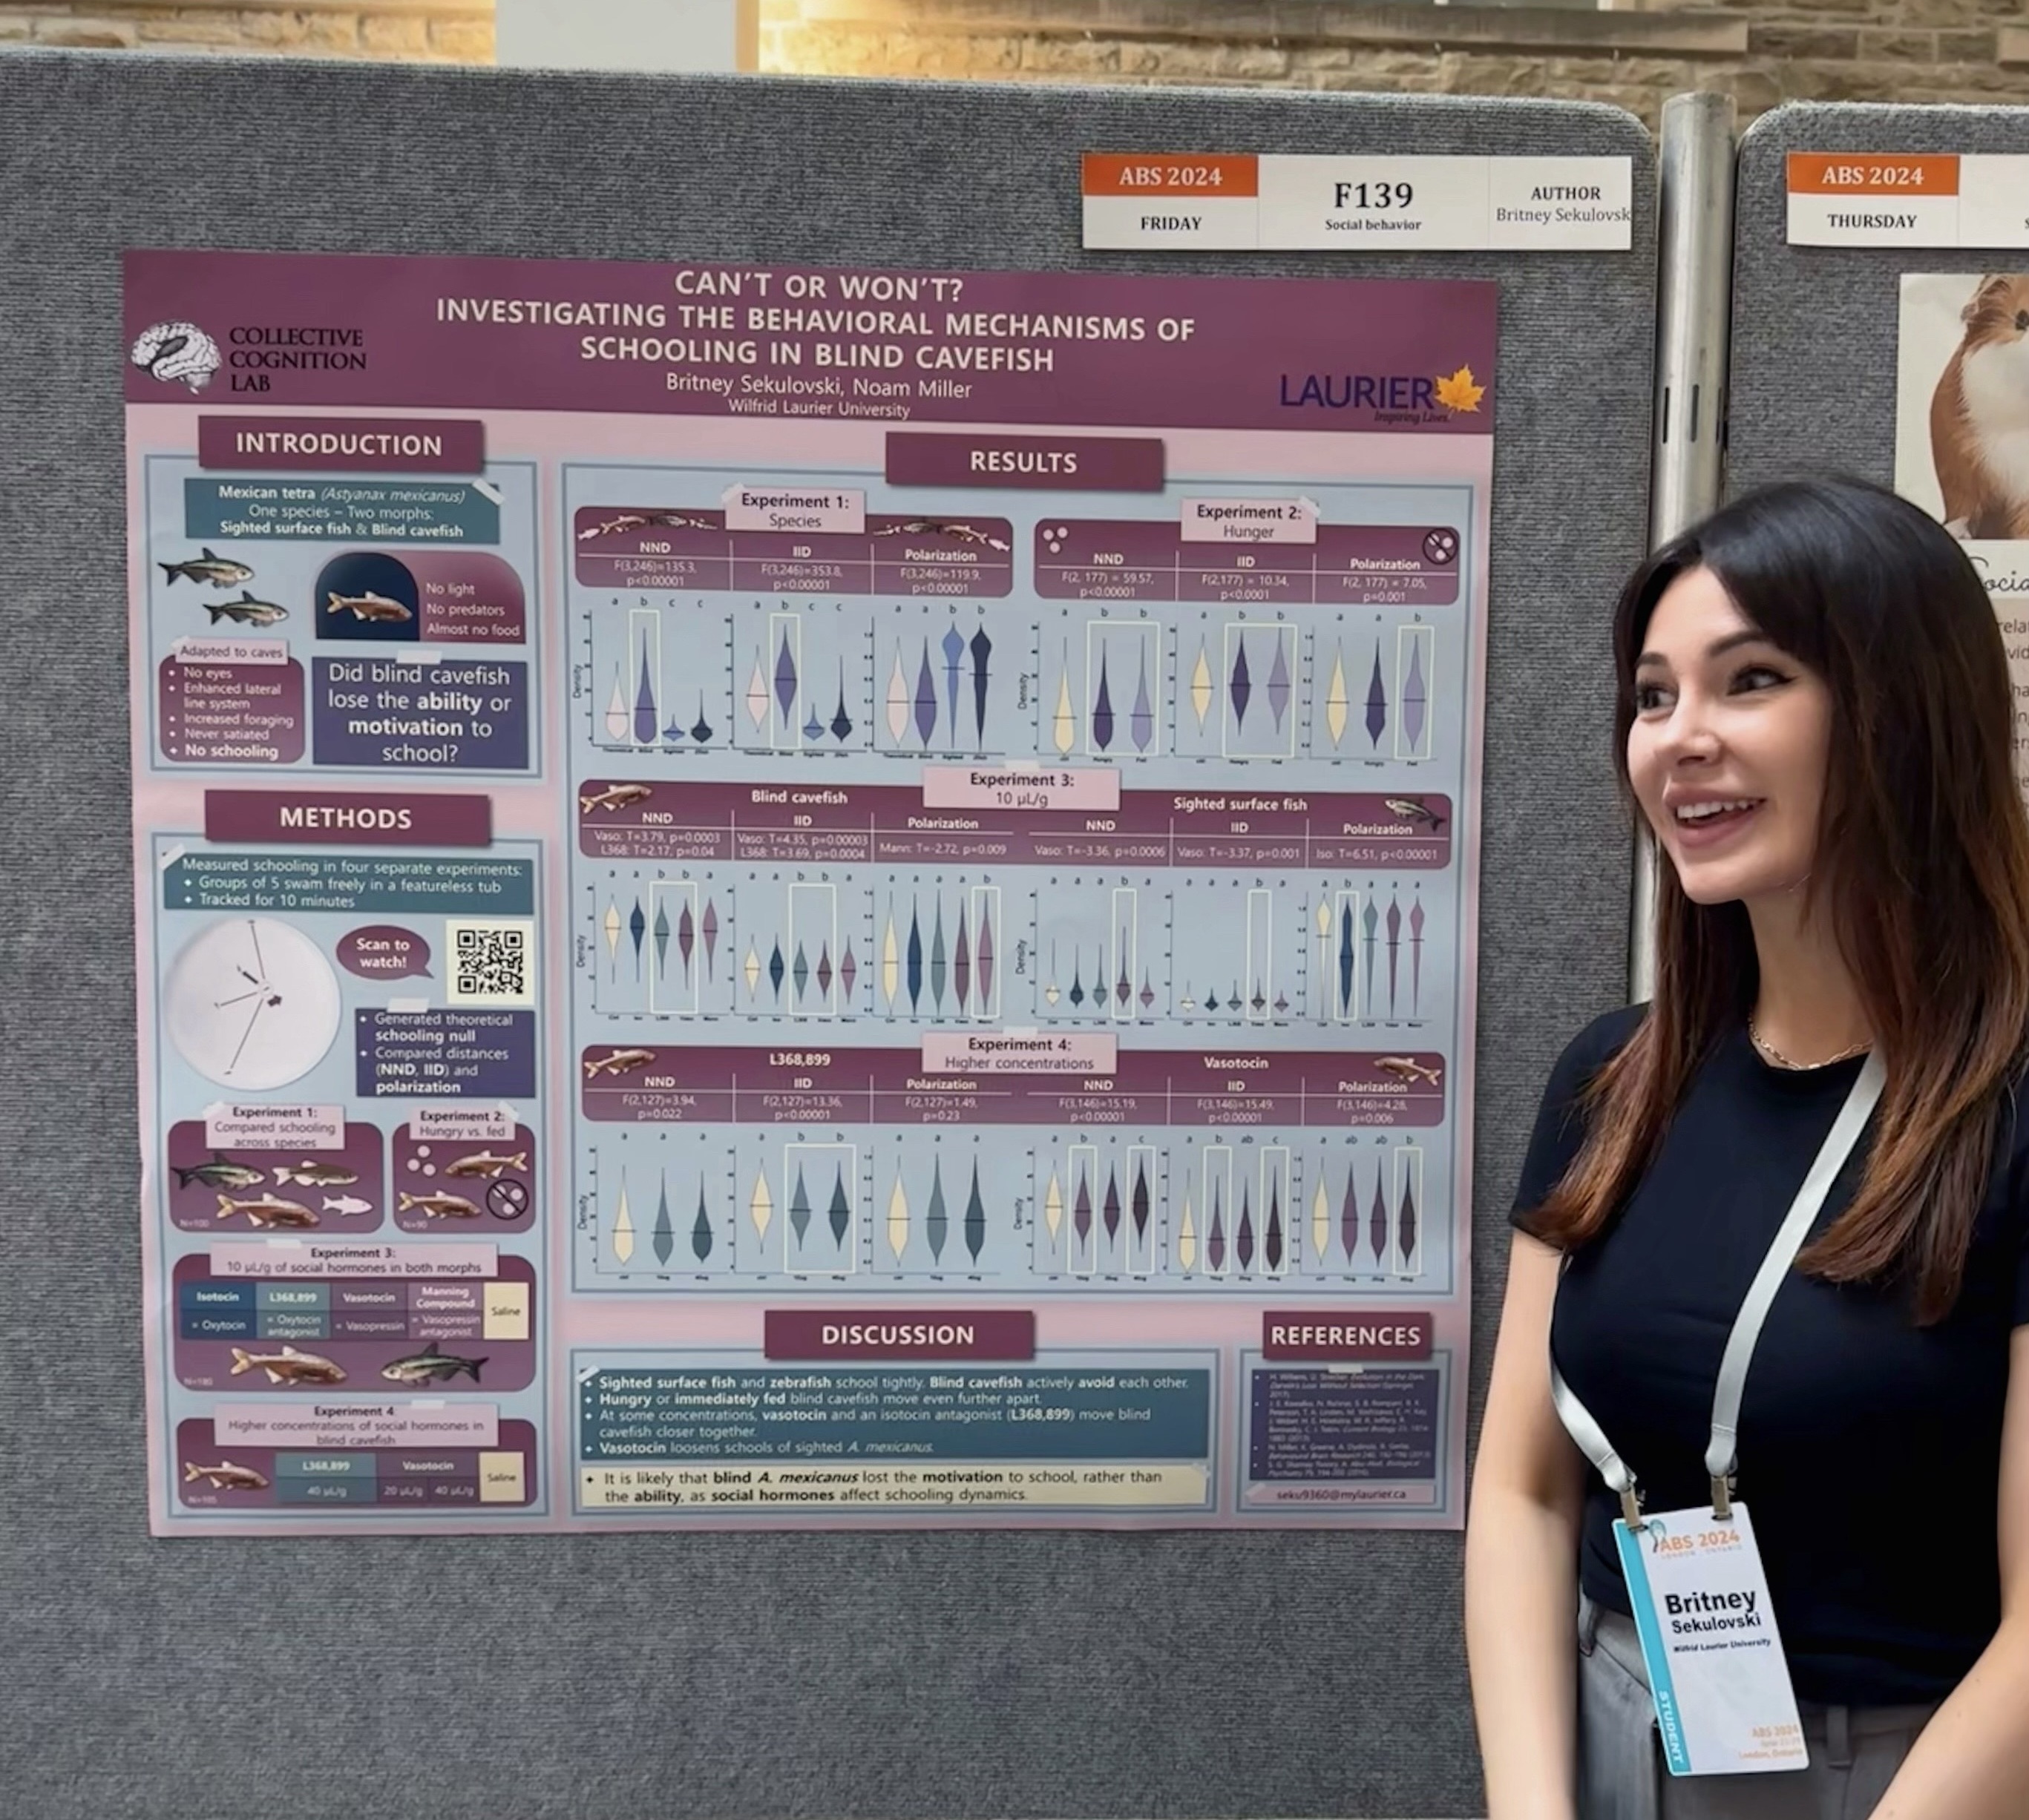 ABS 2024
FRIDAY
F139
Social behavior
AUTHOR
Britney Sekulovsk
ABS 2024
THURSDAY
CAN'T OR WON'T?
INVESTIGATING THE BEHAVIORAL MECHANISMS OF
SCHOOLING IN BLIND CAVEFISH
Britney Sekulovski, Noam Miller
Wilfrid Laurier University
COLLECTIVE
COGNITION
LAB
LAURIER
Inspiring Lives.
INTRODUCTION
Mexican tetra (Astyanax mexicanus)
One species – Two morphs:
Sighted surface fish & Blind cavefish
No light
No predators
Almost no food
Adapted to caves
No eyes
Enhanced lateral
line system
Increased foraging
Never satiated
No schooling
Did blind cavefish
lose the ability or
motivation to
school?
METHODS
Measured schooling in four separate experiments:
Groups of 5 swam freely in a featureless tub
Tracked for 10 minutes
Scan to
watch!
Generated theoretical
schooling null
Compared distances
(NND, IID) and
polarization
Experiment 1:
Compared schooling
across species
N=100
Experiment 2:
Hungry vs. fed
N=90
Experiment 3:
10 µL/g of social hormones in both morphs
Isotocin
L368,899
Vasotocin
Manning
Compound
Saline
= Oxytocin
= Oxytocin
antagonist
= Vasopressin
= Vasopressin
antagonist
N=180
Experiment 4:
Higher concentrations of social hormones in
blind cavefish
L368,899
Vasotocin
Saline
40 µL/g
20 µL/g
40 µL/g
RESULTS
Experiment 1:
Species
NND
F(3,246)=135.3,
p<0.00001
IID
F(3,246)=353.8,
p<0.00001
Polarization
F(3,246)=119.9,
p<0.00001
a b c c
a b c c
a a b b
Density
Experiment 2:
Hunger
NND
F(2, 177) = 59.57,
p<0.00001
IID
F(2,177) = 10.34,
p<0.0001
Polarization
F(2, 177) = 7.05,
p=0.001
a b b
a b b
a a b
Density
Experiment 3:
10 µL/g
Blind cavefish
NND
Vaso: T=3.79, p=0.0003
L368: T=2.17, p=0.04
IID
Vaso: T=4.35, p=0.00003
L368: T=3.69, p=0.0004
Polarization
Mann: T=-2.72, p=0.009
Sighted surface fish
NND
Vaso: T=-3.36, p=0.0006
IID
Vaso: T=-3.37, p=0.001
Polarization
Iso: T=6.51, p<0.00001
a a b b a
a a b b a
a a a a b
Density
a a a b a
a a a b a
a b a a a
Density
Experiment 4:
Higher concentrations
L368,899
NND
F(2,127)=3.94,
p=0.022
IID
F(2,127)=13.36,
p<0.00001
Polarization
F(2,127)=1.49,
p=0.23
Vasotocin
NND
F(3,146)=15.19,
p<0.00001
IID
F(3,146)=15.49,
p<0.00001
Polarization
F(3,146)=4.28,
p=0.006
a a a
a b b
a a a
Density
a b a c
a b ab c
a ab ab b
Density
DISCUSSION
Sighted surface fish and zebrafish school tightly. Blind cavefish actively avoid each other.
Hungry or immediately fed blind cavefish move even further apart.
At some concentrations, vasotocin and an isotocin antagonist (L368,899) move blind
cavefish closer together.
Vasotocin loosens schools of sighted A. mexicanus.
It is likely that blind A. mexicanus lost the motivation to school, rather than
the ability, as social hormones affect schooling dynamics.
REFERENCES
seku9360@mylaurier.ca
ABS 2024
LONDON ONTARIO
Britney
Sekulovski
Wilfrid Laurier University
STUDENT
ABS 2024
London, Ontario